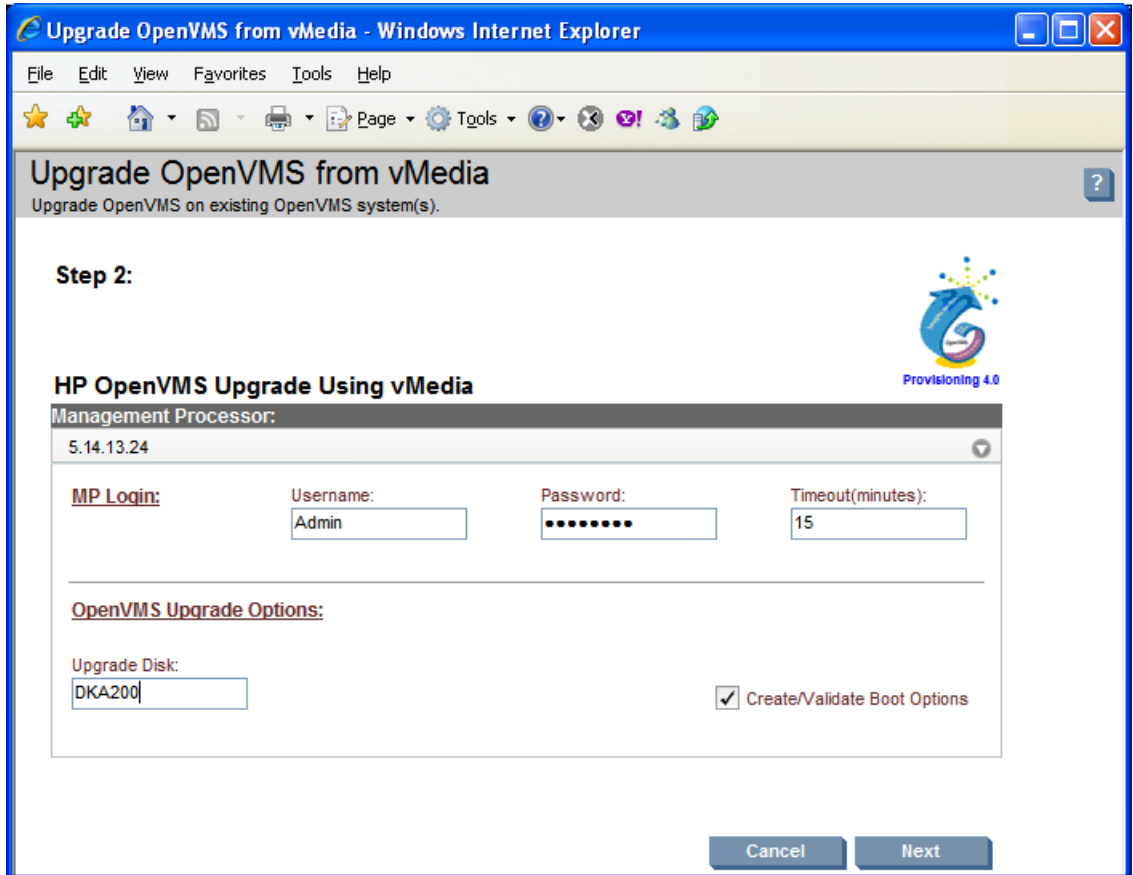 Upgrade OpenVMS from vMedia - Windows Internet Explorer
File Edit View Favorites Tools Help
Page Tools
Upgrade OpenVMS from vMedia
Upgrade OpenVMS on existing OpenVMS system(s).
?
Step 2:
OpenVMS
Provisioning 4.0
HP OpenVMS Upgrade Using vMedia
Management Processor:
5.14.13.24
MP Login: Username: Password: Timeout(minutes):
Admin •••••••• 15
OpenVMS Upgrade Options:
Upgrade Disk:
DKA200
Create/Validate Boot Options
Cancel Next